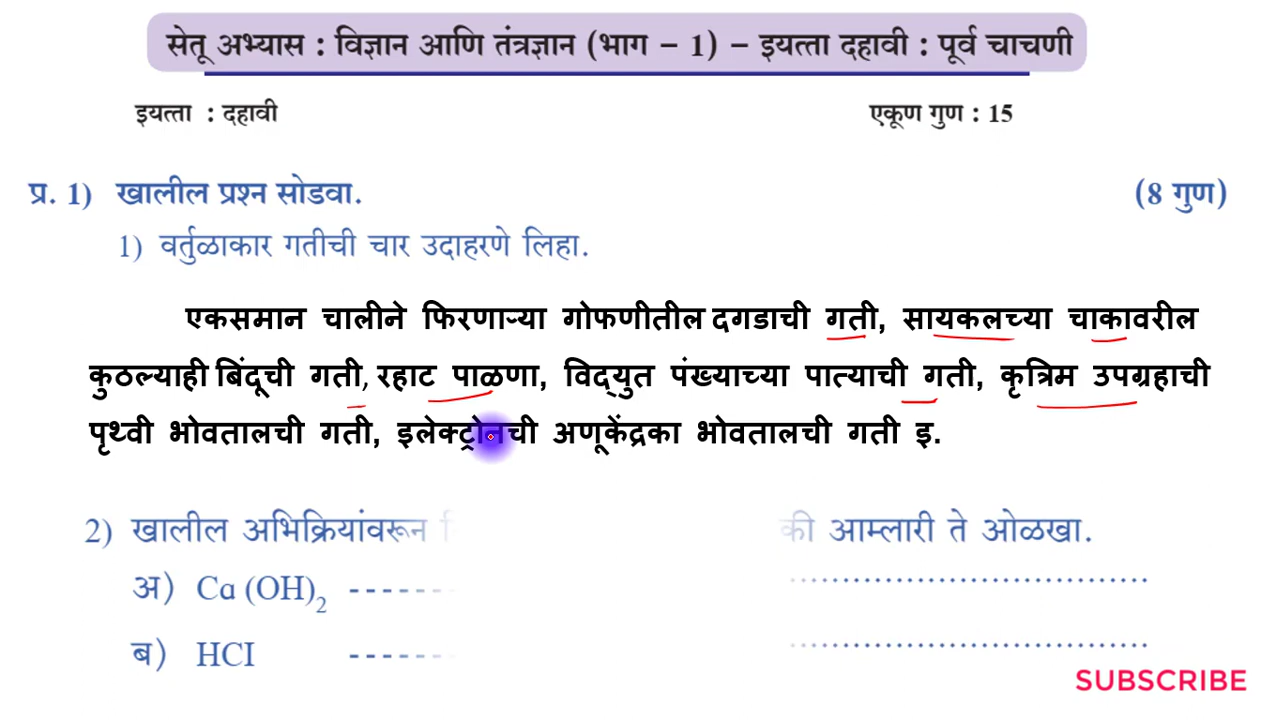 सेतू अभ्यास : विज्ञान आणि तंत्रज्ञान (भाग – 1) – इयत्ता दहावी : पूर्व चाचणी
इयत्ता : दहावी एकूण गुण : 15
प्र. 1) खालील प्रश्न सोडवा. (8 गुण)
1) वर्तुळाकार गतीची चार उदाहरणे लिहा.
एकसमान चालीने फिरणाऱ्या गोफणीतील दगडाची गती, सायकलच्या चाकावरील
कुठल्याही बिंदूची गती, रहाट पाळणा, विद्युत पंख्याच्या पात्याची गती, कृत्रिम उपग्रहाची
पृथ्वी भोवतालची गती, इलेक्ट्रोनची अणूकेंद्रका भोवतालची गती इ.
2) खालील अभिक्रियांवरून की आम्लारी ते ओळखा.
अ) Ca (OH)2 -------- ..................................
ब) HCI -------- ..................................
SUBSCRIBE